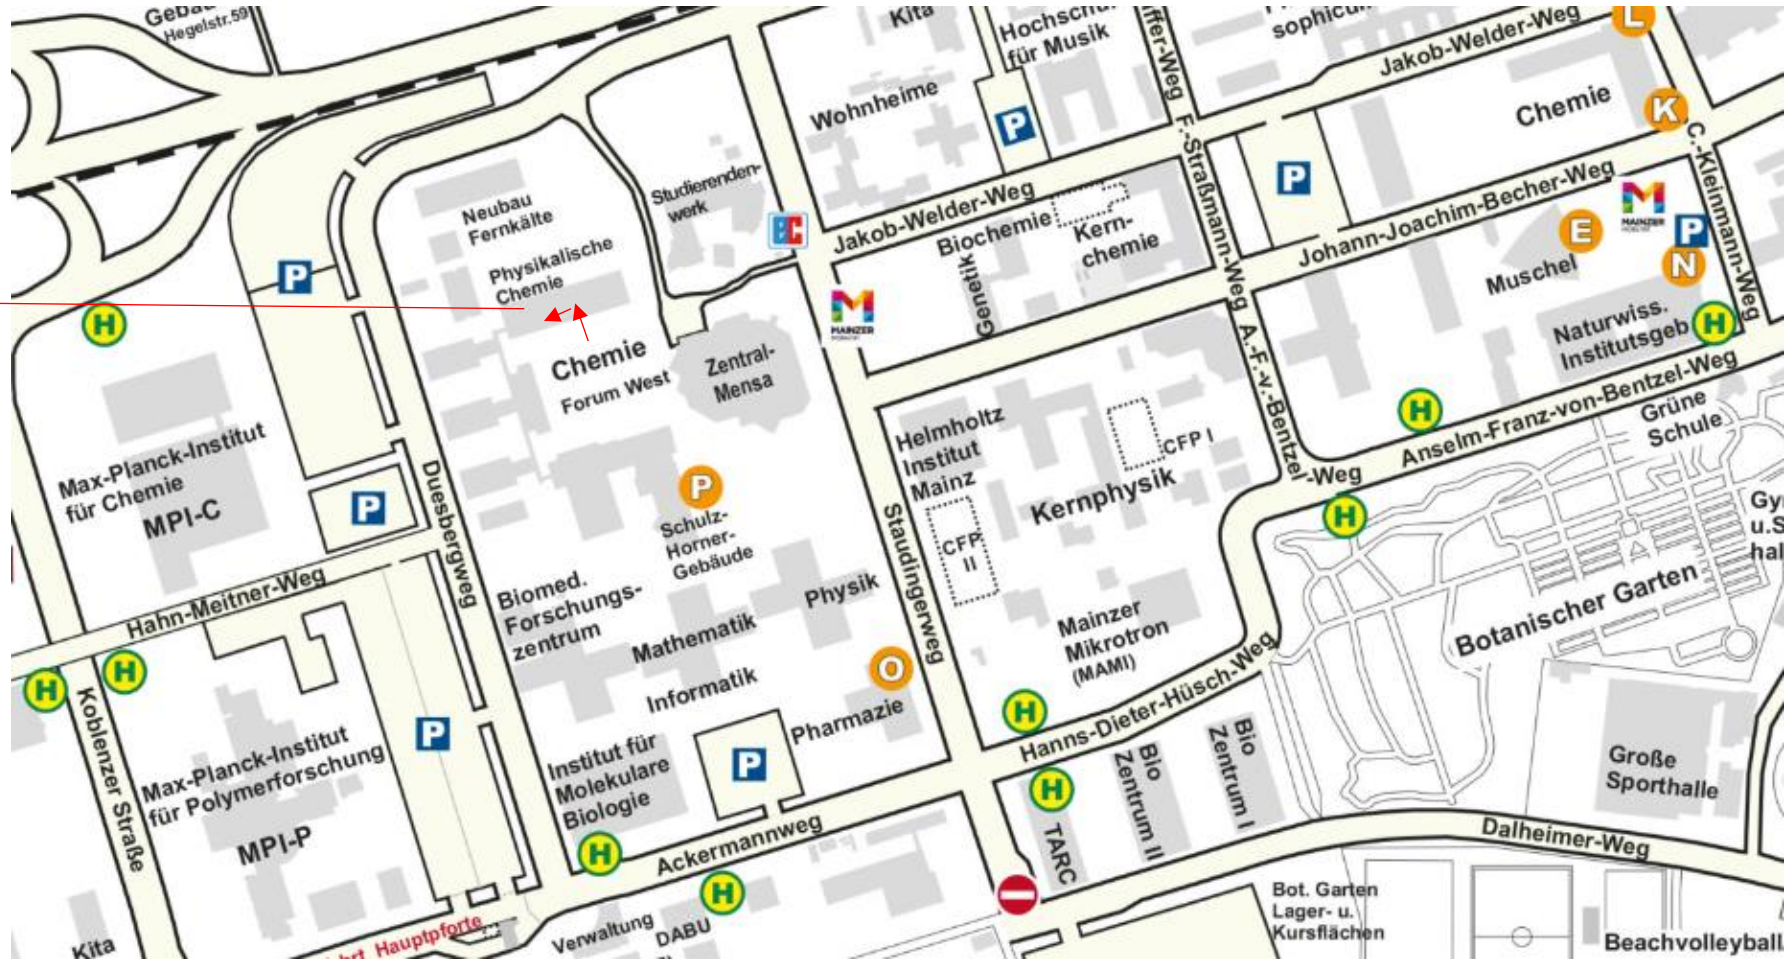 Hegelstr.59
Kita
für Musik
Jakob-Welder-Weg
L
Wohnheime
P
Chemie
K
F.-Straßmann-Weg
C.-Kleinmann-Weg
Neubau
Fernkälte
Studierenden-
werk
EC
Jakob-Welder-Weg
Biochemie
Genetik
Kern-
chemie
P
Johann-Joachim-Becher-Weg
M
MAINZER
E
P
N
Muschel
Physikalische
Chemie
P
H
M
MAINZER
Chemie
Forum West
Zentral-
Mensa
Naturwiss.
Institutsgeb
H
A.-F.-v.-Bentzel
-Weg
Anselm-Franz-von-Bentzel-Weg
H
Grüne
Schule
Max-Planck-Institut
für Chemie
MPI-C
P
Duesbergweg
P
Schulz-
Horner-
Gebäude
Helmholtz
Institut
Mainz
CFP I
Kernphysik
CFP
II
Staudingerweg
H
Botanischer Garten
Hahn-Meitner-Weg
Biomed.
Forschungs-
zentrum
Mathematik
Physik
Informatik
O
Pharmazie
Mainzer
Mikrotron
(MAMI)
H
H
H
Koblenzer Straße
Max-Planck-Institut
für Polymerforschung
MPI-P
P
Institut für
Molekulare
Biologie
P
Hanns-Dieter-Hüsch-Weg
H
TARC
Bio
Zentrum II
Bio
Zentrum I
Große
Sporthalle
H
Ackermannweg
H
Dalheimer-Weg
Hauptpforte
Kita
Verwaltung
DABU
Bot. Garten
Lager- u.
Kursflächen
Beachvolleyball